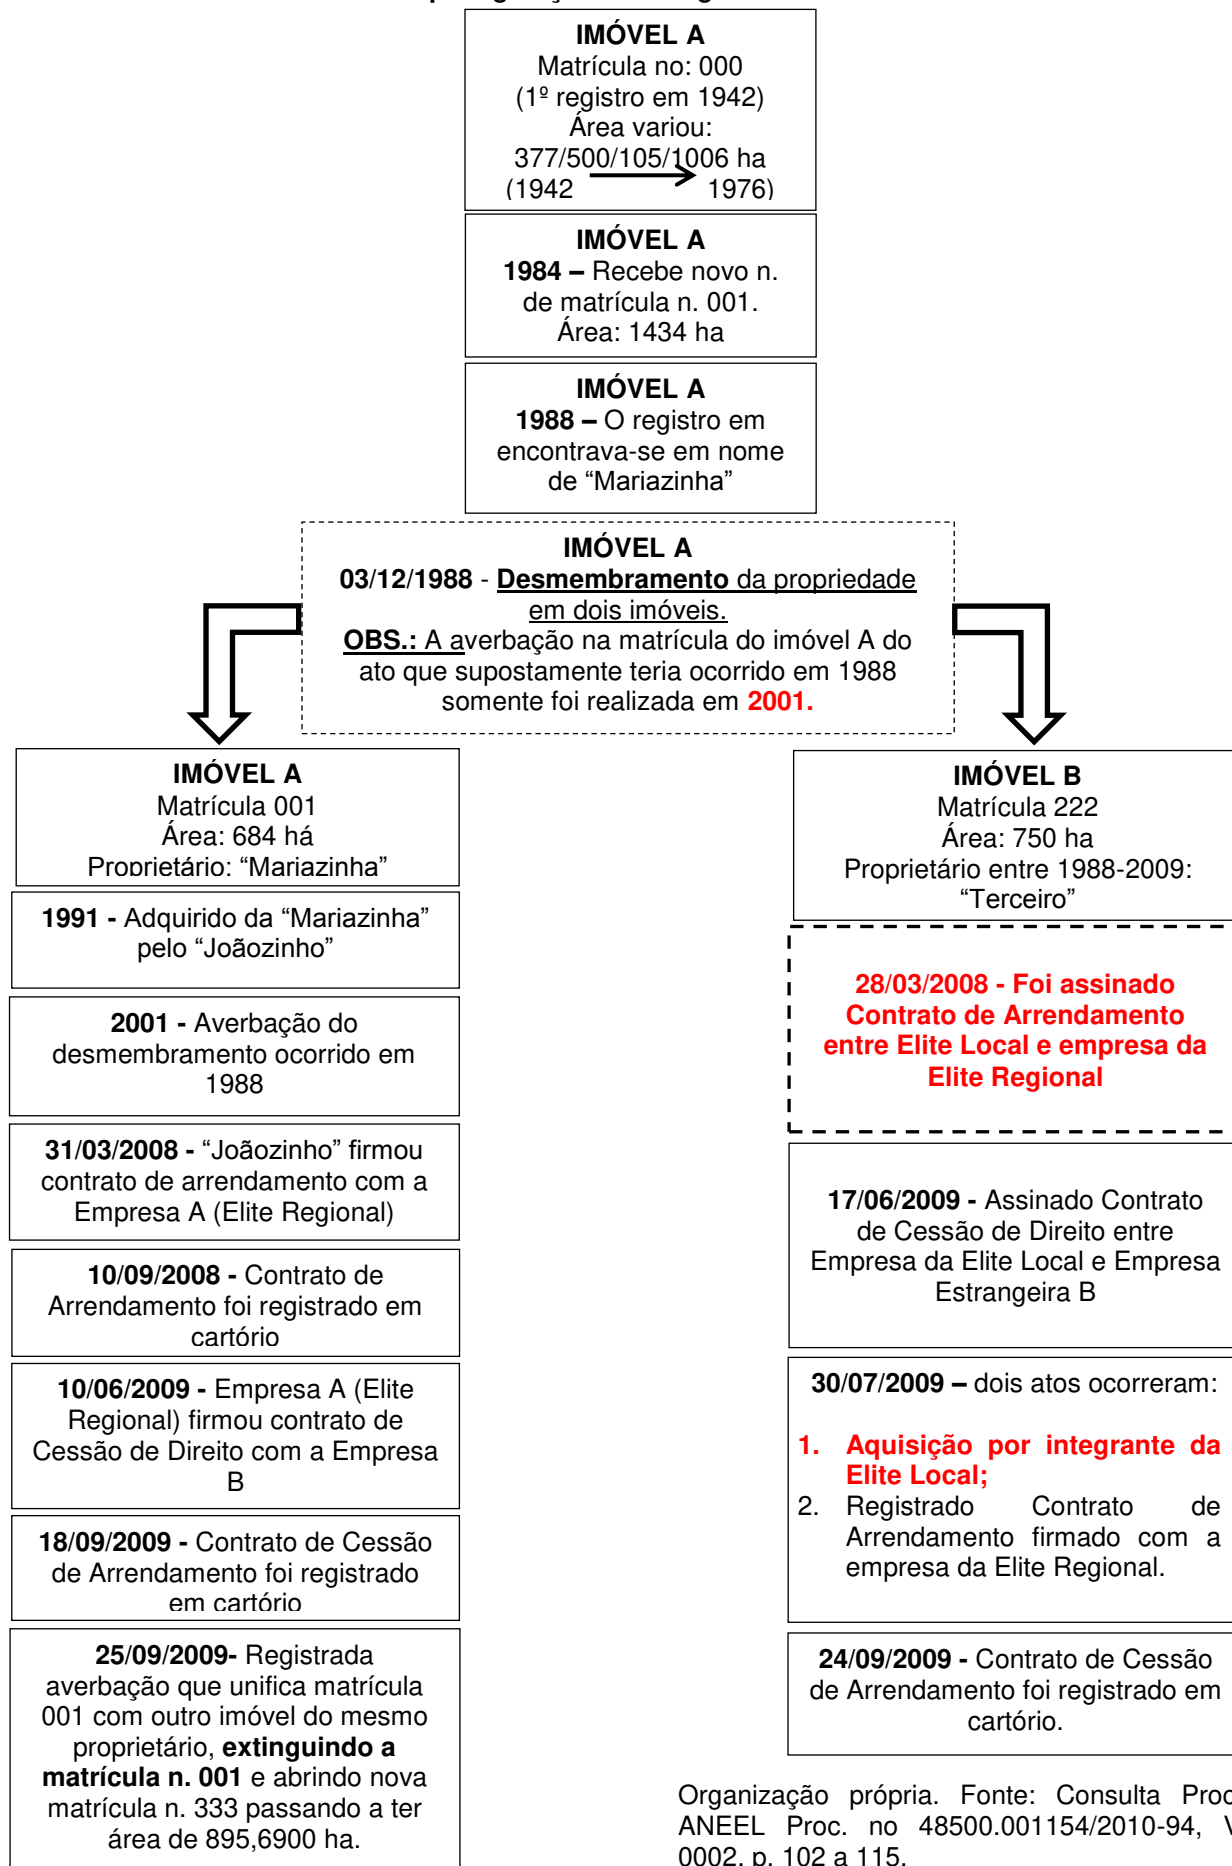 IMÓVEL A
Matrícula no: 000
(1º registro em 1942)
Área variou:
377/500/105/1006 ha
(1942 1976)
IMÓVEL A
1984 – Recebe novo n.
de matrícula n. 001.
Área: 1434 ha
IMÓVEL A
1988 – O registro em
encontrava-se em nome
de “Mariazinha”
IMÓVEL A
03/12/1988 - Desmembramento da propriedade
em dois imóveis.
OBS.: A averbação na matrícula do imóvel A do
ato que supostamente teria ocorrido em 1988
somente foi realizada em 2001.
IMÓVEL A
Matrícula 001
Área: 684 há
Proprietário: “Mariazinha”
1991 - Adquirido da “Mariazinha”
pelo “Joãozinho”
2001 - Averbação do
desmembramento ocorrido em
1988
31/03/2008 - “Joãozinho” firmou
contrato de arrendamento com a
Empresa A (Elite Regional)
10/09/2008 - Contrato de
Arrendamento foi registrado em
cartório
10/06/2009 - Empresa A (Elite
Regional) firmou contrato de
Cessão de Direito com a Empresa
B
18/09/2009 - Contrato de Cessão
de Arrendamento foi registrado
em cartório
25/09/2009- Registrada
averbação que unifica matrícula
001 com outro imóvel do mesmo
proprietário, extinguindo a
matrícula n. 001 e abrindo nova
matrícula n. 333 passando a ter
área de 895,6900 ha.
IMÓVEL B
Matrícula 222
Área: 750 ha
Proprietário entre 1988-2009:
“Terceiro”
28/03/2008 - Foi assinado
Contrato de Arrendamento
entre Elite Local e empresa da
Elite Regional
17/06/2009 - Assinado Contrato
de Cessão de Direito entre
Empresa da Elite Local e Empresa
Estrangeira B
30/07/2009 – dois atos ocorreram:
1. Aquisição por integrante da
Elite Local;
2. Registrado Contrato de
Arrendamento firmado com a
empresa da Elite Regional.
24/09/2009 - Contrato de Cessão
de Arrendamento foi registrado em
cartório.
Organização própria. Fonte: Consulta Proc
ANEEL Proc. no 48500.001154/2010-94, V
0002, p. 102 a 115.